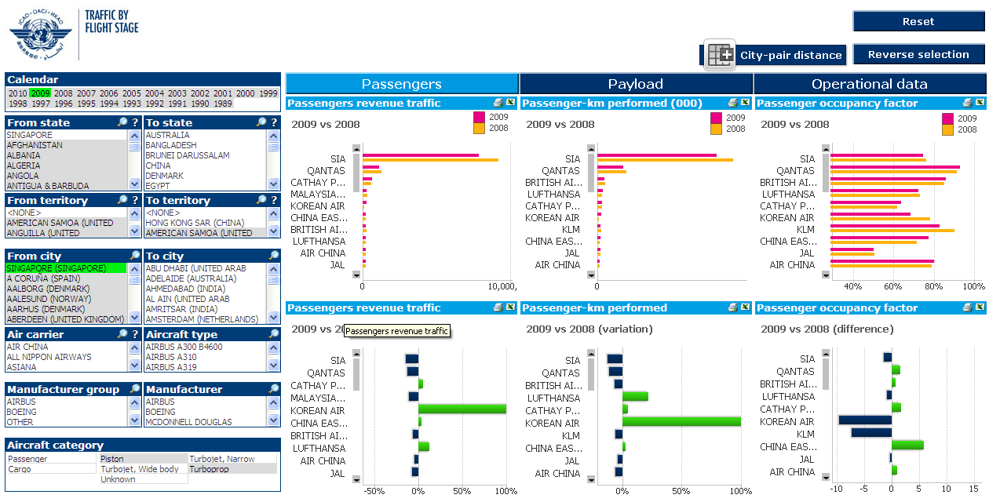 ICAO · OACI · ИКАО
TRAFFIC BY
FLIGHT STAGE
Reset
City-pair distance
Reverse selection
Calendar
2010 2009 2008 2007 2006 2005 2004 2003 2002 2001 2000 1999
1998 1997 1996 1995 1994 1993 1992 1991 1990 1989
From state ?
SINGAPORE
AFGHANISTAN
ALBANIA
ALGERIA
ANGOLA
ANTIGUA & BARBUDA
To state ?
AUSTRALIA
BANGLADESH
BRUNEI DARUSSALAM
CHINA
DENMARK
EGYPT
From territory ?
<NONE>
AMERICAN SAMOA (UNITED
ANGUILLA (UNITED
To territory ?
<NONE>
HONG KONG SAR (CHINA)
AMERICAN SAMOA (UNITED
From city
SINGAPORE (SINGAPORE)
A CORUÑA (SPAIN)
AALBORG (DENMARK)
AALESUND (NORWAY)
AARHUS (DENMARK)
ABERDEEN (UNITED KINGDOM)
To city
ABU DHABI (UNITED ARAB
ADELAIDE (AUSTRALIA)
AHMEDABAD (INDIA)
AL AIN (UNITED ARAB
AMRITSAR (INDIA)
AMSTERDAM (NETHERLANDS)
Air carrier ?
AIR CHINA
ALL NIPPON AIRWAYS
ASIANA
Aircraft type
AIRBUS A300 B4600
AIRBUS A310
AIRBUS A319
Manufacturer group
AIRBUS
BOEING
OTHER
Manufacturer
AIRBUS
BOEING
MCDONNELL DOUGLAS
Aircraft category
Passenger Piston Turbojet, Narrow
Cargo Turbojet, Wide body Turboprop
Unknown
Passengers
Payload
Operational data
Passengers revenue traffic
2009 vs 2008
2009
2008
SIA
QANTAS
CATHAY P...
MALAYSIA...
KOREAN AIR
CHINA EAS...
BRITISH AI...
LUFTHANSA
AIR CHINA
JAL
0 10,000,
Passenger-km performed (000)
2009 vs 2008
2009
2008
SIA
QANTAS
BRITISH AI...
LUFTHANSA
CATHAY P...
KOREAN AIR
KLM
CHINA EAS...
JAL
AIR CHINA
0
Passenger occupancy factor
2009 vs 2008
2009
2008
SIA
QANTAS
BRITISH AI...
LUFTHANSA
CATHAY P...
KOREAN AIR
KLM
CHINA EAS...
JAL
AIR CHINA
40% 60% 80% 100%
Passengers revenue traffic
2009 vs 20
Passengers revenue traffic
SIA
QANTAS
CATHAY P...
MALAYSIA...
KOREAN AIR
CHINA EAS...
BRITISH AI...
LUFTHANSA
AIR CHINA
JAL
-50% 0% 50% 100%
Passenger-km performed
2009 vs 2008 (variation)
SIA
QANTAS
BRITISH AI...
LUFTHANSA
CATHAY P...
KOREAN AIR
KLM
CHINA EAS...
JAL
AIR CHINA
0% 50% 100%
Passenger occupancy factor
2009 vs 2008 (difference)
SIA
QANTAS
BRITISH AI...
LUFTHANSA
CATHAY P...
KOREAN AIR
KLM
CHINA EAS...
JAL
AIR CHINA
-10 -5 0 5 10 15